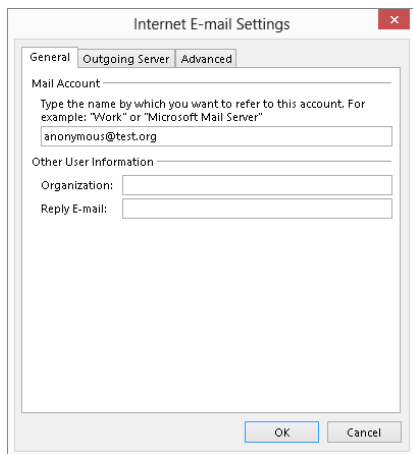 Internet E-mail Settings
General Outgoing Server Advanced
Mail Account
Type the name by which you want to refer to this account. For
example: "Work" or "Microsoft Mail Server"
anonymous@test.org
Other User Information
Organization:
Reply E-mail:
OK Cancel